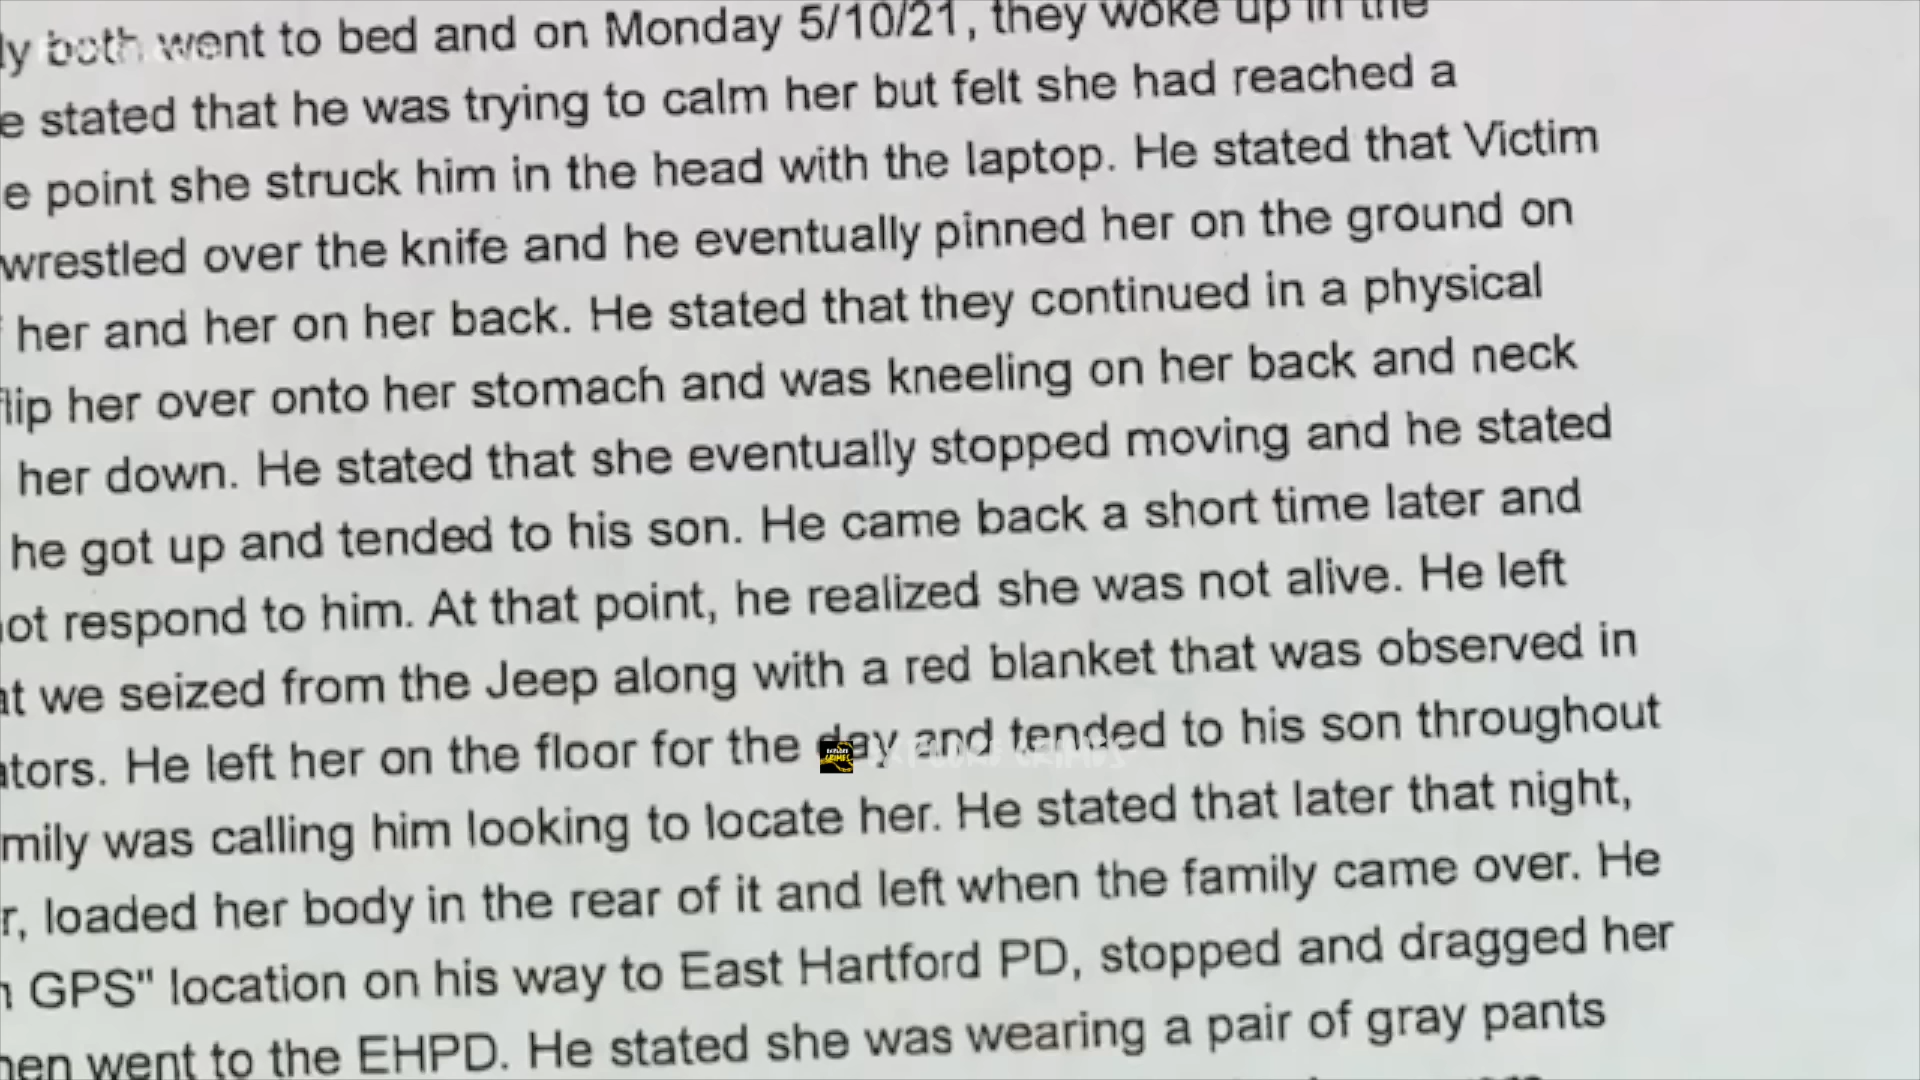 ly both went to bed and on Monday 5/10/21, they woke up in the
e stated that he was trying to calm her but felt she had reached a
e point she struck him in the head with the laptop. He stated that Victim
wrestled over the knife and he eventually pinned her on the ground on
her and her on her back. He stated that they continued in a physical
flip her over onto her stomach and was kneeling on her back and neck
her down. He stated that she eventually stopped moving and he stated
he got up and tended to his son. He came back a short time later and
not respond to him. At that point, he realized she was not alive. He left
at we seized from the Jeep along with a red blanket that was observed in
ators. He left her on the floor for the day and tended to his son throughout
EXPLORE CRIMES
mily was calling him looking to locate her. He stated that later that night,
r, loaded her body in the rear of it and left when the family came over. He
n GPS" location on his way to East Hartford PD, stopped and dragged her
hen went to the EHPD. He stated she was wearing a pair of gray pants